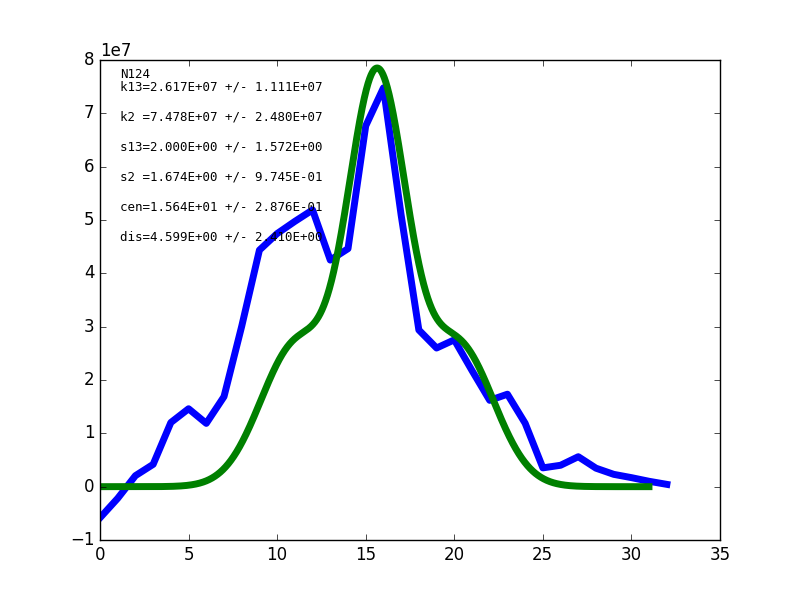 1e7
N124
k13=2.617E+07 +/- 1.111E+07
k2 =7.478E+07 +/- 2.480E+07
s13=2.000E+00 +/- 1.572E+00
s2 =1.674E+00 +/- 9.745E-01
cen=1.564E+01 +/- 2.876E-01
dis=4.599E+00 +/- 2.410E+00
8
7
6
5
4
3
2
1
0
−1
0 5 10 15 20 25 30 35